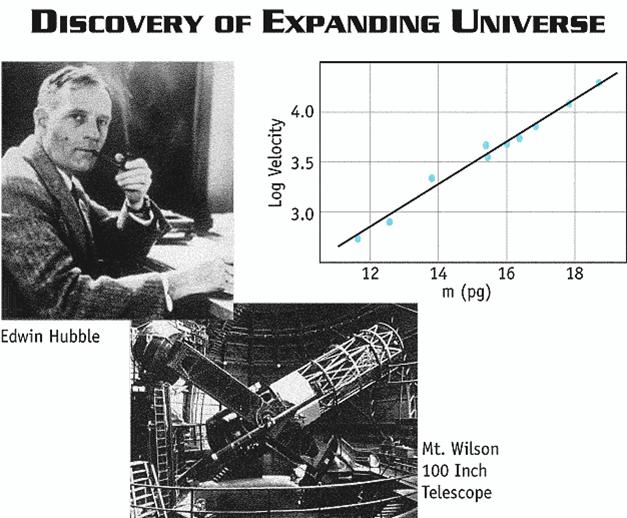 DISCOVERY OF EXPANDING UNIVERSE
4.0
3.5
3.0
Log Velocity
12 14 16 18
m (pg)
Edwin Hubble
Mt. Wilson
100 Inch
Telescope